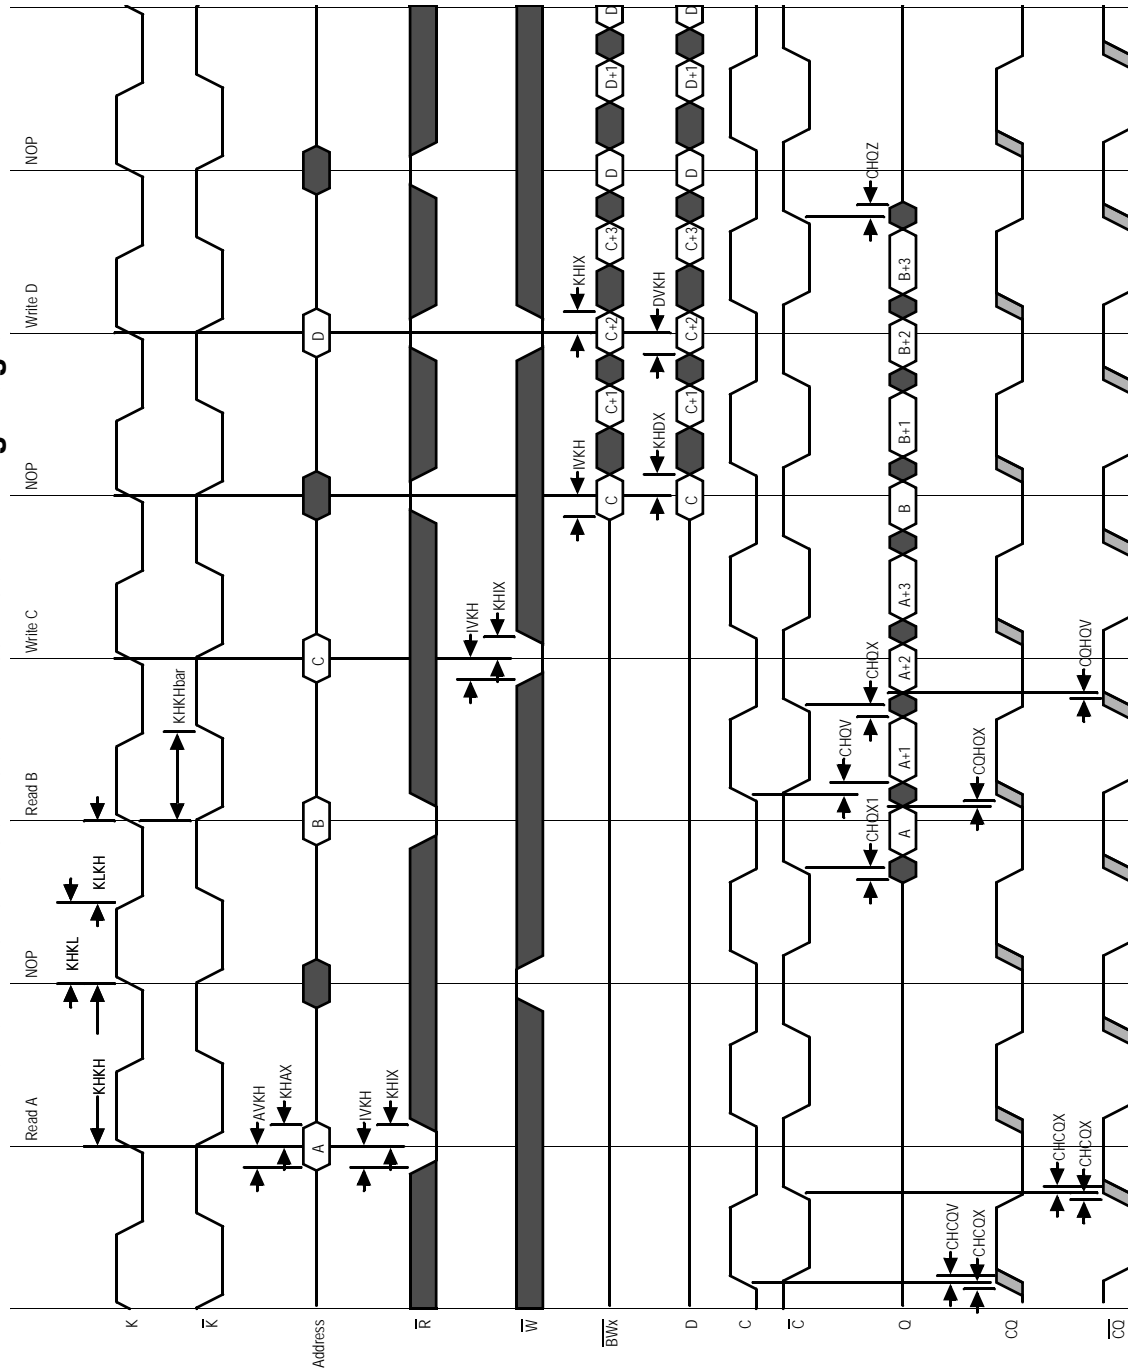 Read A
NOP
Read B
Write C
NOP
Write D
NOP
K
KHKH
KHKL
KLKH
K
KHKHbar
Address
A
B
C
D
AVKH
KHAX
R
IVKH
KHIX
W
IVKH
KHIX
BWx
C
C+1
C+2
C+3
D
D+1
D
IVKH
KHIX
D
C
C+1
C+2
C+3
D
D+1
D
KHDX
DVKH
C
C
Q
A
A+1
A+2
A+3
B
B+1
B+2
B+3
CHQX1
CHQV
CHQX
CHQZ
CQ
CHCQV
CHCQX
CQHQX
CQ
CHCQX
CHCQX
CQHQV